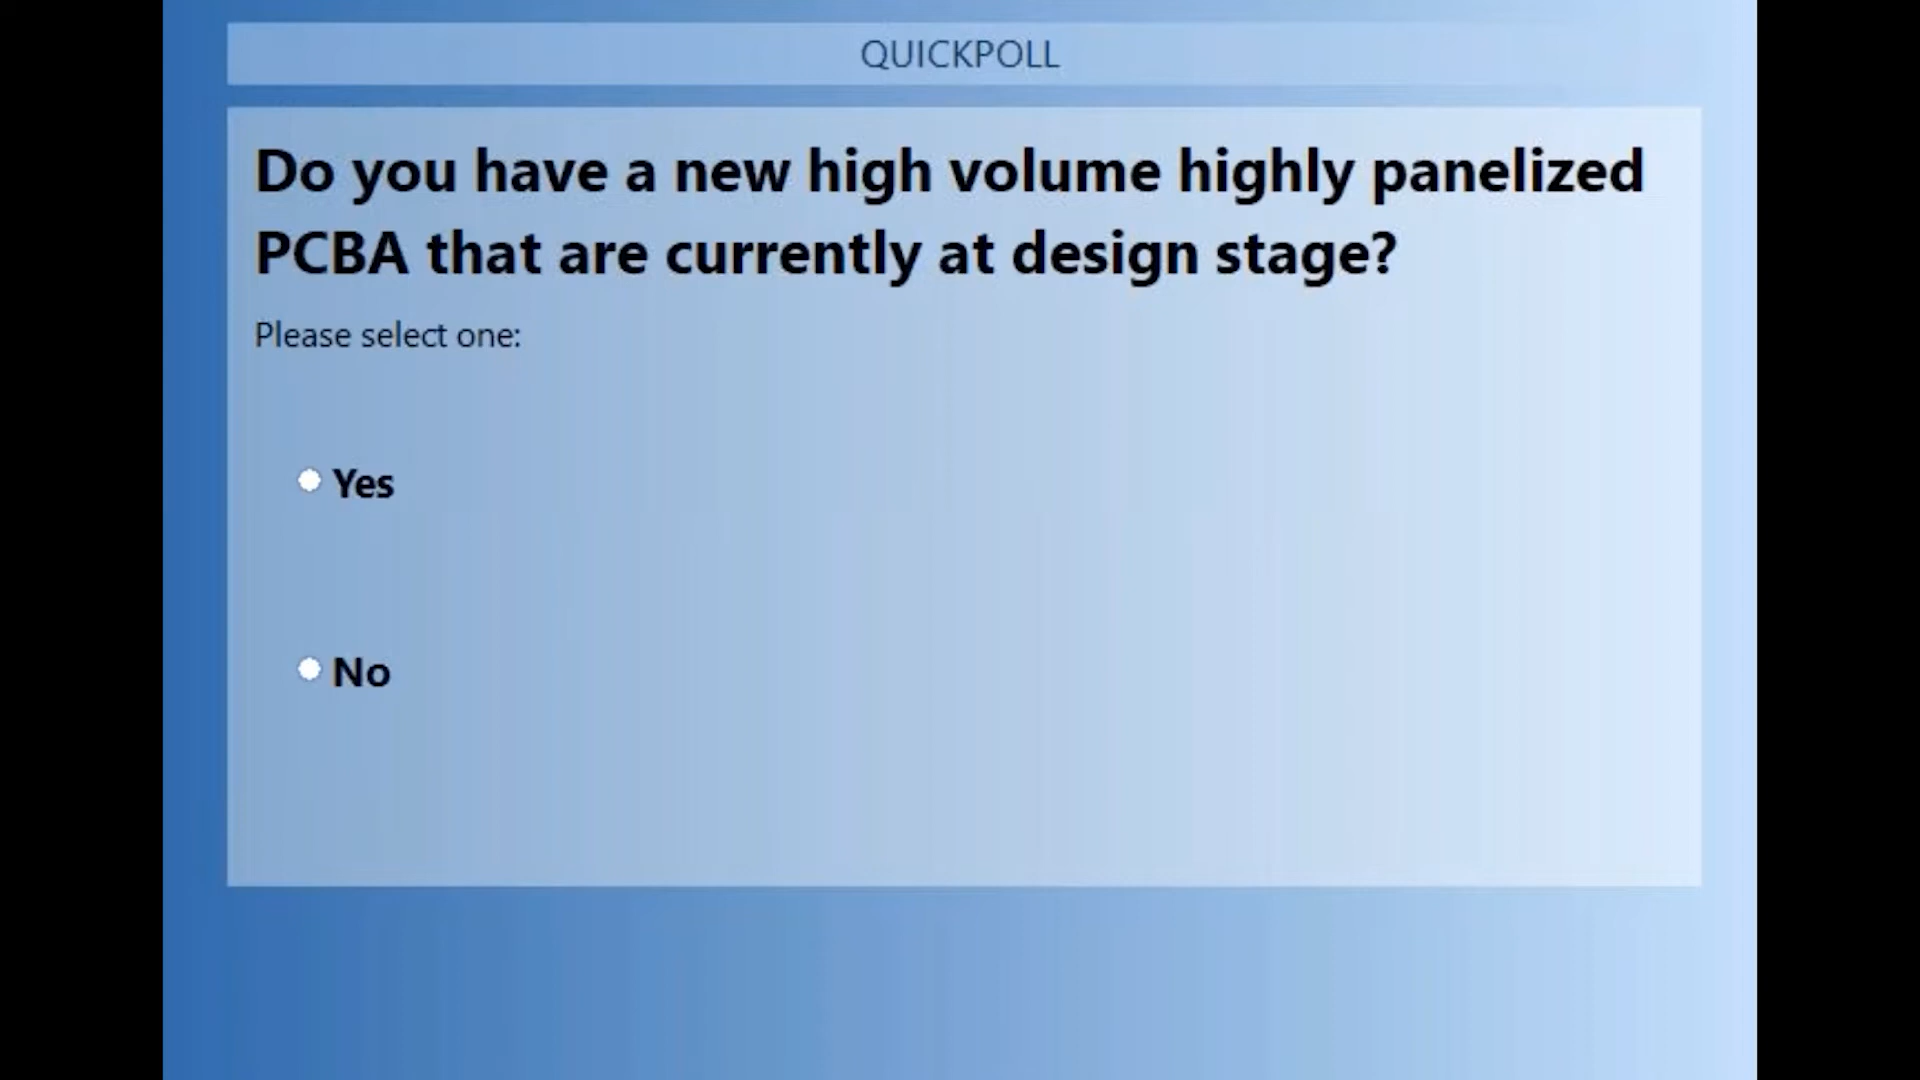 QUICKPOLL
Do you have a new high volume highly panelized
PCBA that are currently at design stage?
Please select one:
Yes
No